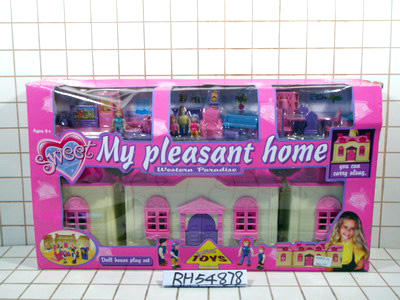 Ages 4+
Sweet
My pleasant home
Western Paradise
you can
carry along.
Doll house play set
TOYS
RH54878